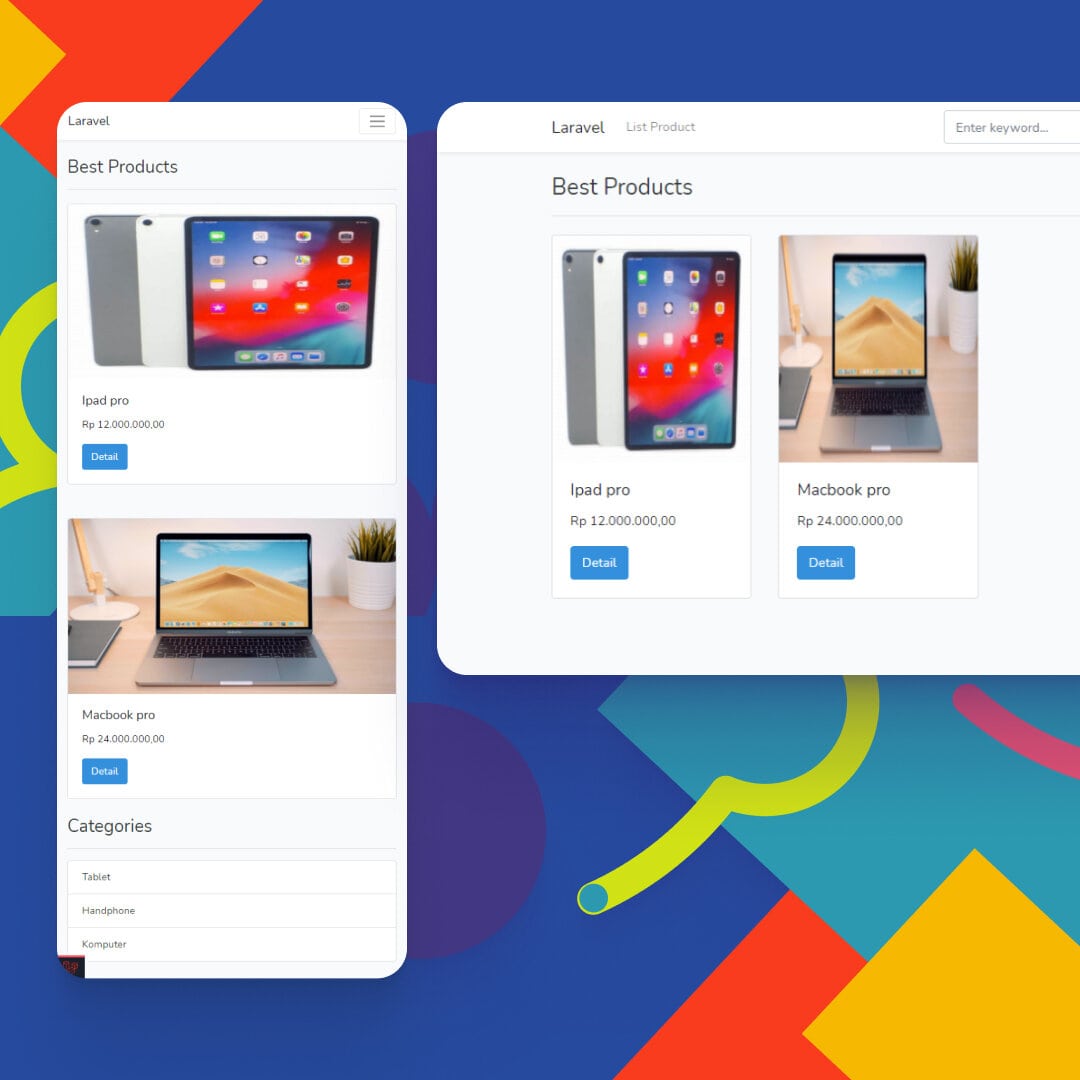 Laravel
Best Products
Ipad pro
Rp 12.000.000,00
Detail
Macbook pro
Rp 24.000.000,00
Detail
Categories
Tablet
Handphone
Komputer
Laravel
List Product
Enter keyword...
Best Products
Ipad pro
Rp 12.000.000,00
Detail
Macbook pro
Rp 24.000.000,00
Detail